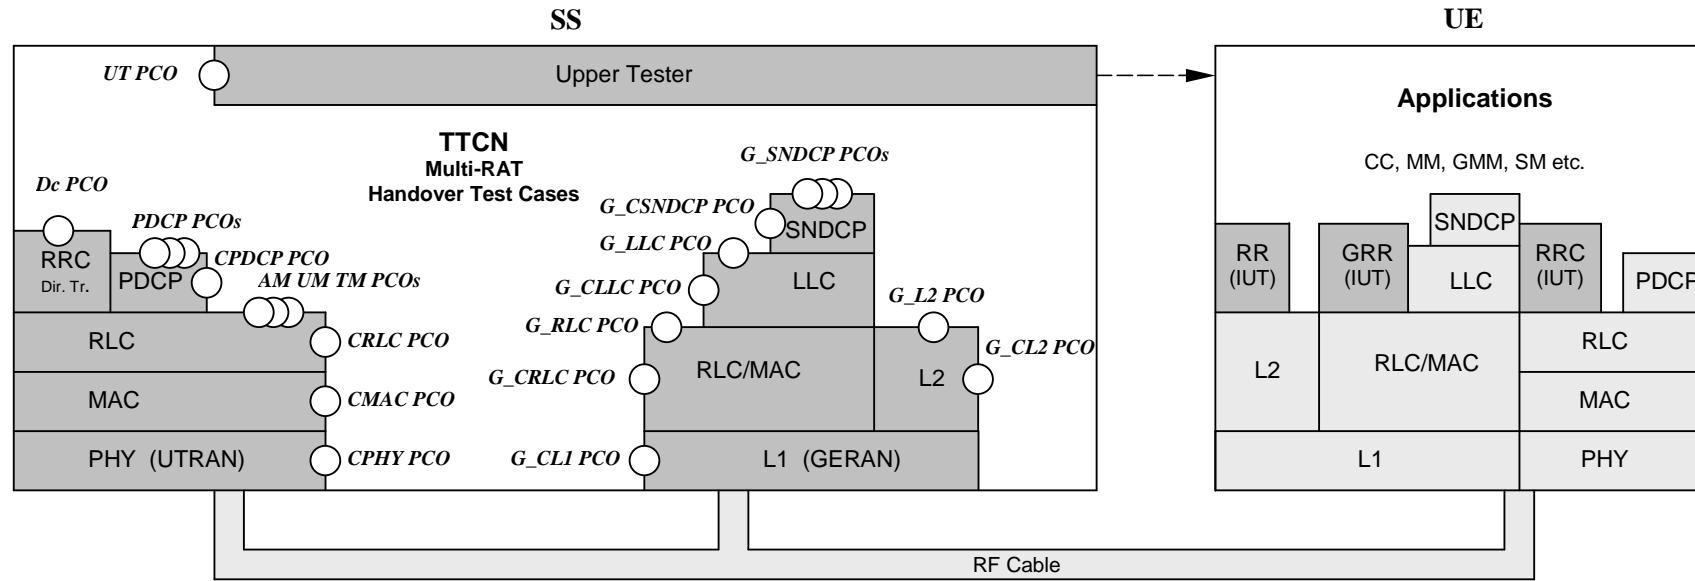 SS
UE
UT PCO
Upper Tester
Applications
TTCN
Multi-RAT
Handover Test Cases
G_SNDCP PCOs
CC, MM, GMM, SM etc.
Dc PCO
PDCP PCOs
G_CSNDCP PCO
SNDCP
SNDCP
G_LLC PCO
RRC
Dir. Tr.
PDCP
CPDCP PCO
AM UM TM PCOs
G_CLLC PCO
LLC
G_L2 PCO
RR
(IUT)
GRR
(IUT)
LLC
RRC
(IUT)
PDCP
RLC
CRLC PCO
G_RLC PCO
G_CL2 PCO
RLC
G_CRLC PCO
RLC/MAC
L2
L2
RLC/MAC
MAC
CMAC PCO
MAC
PHY (UTRAN)
CPHY PCO
G_CL1 PCO
L1 (GERAN)
L1
PHY
RF Cable